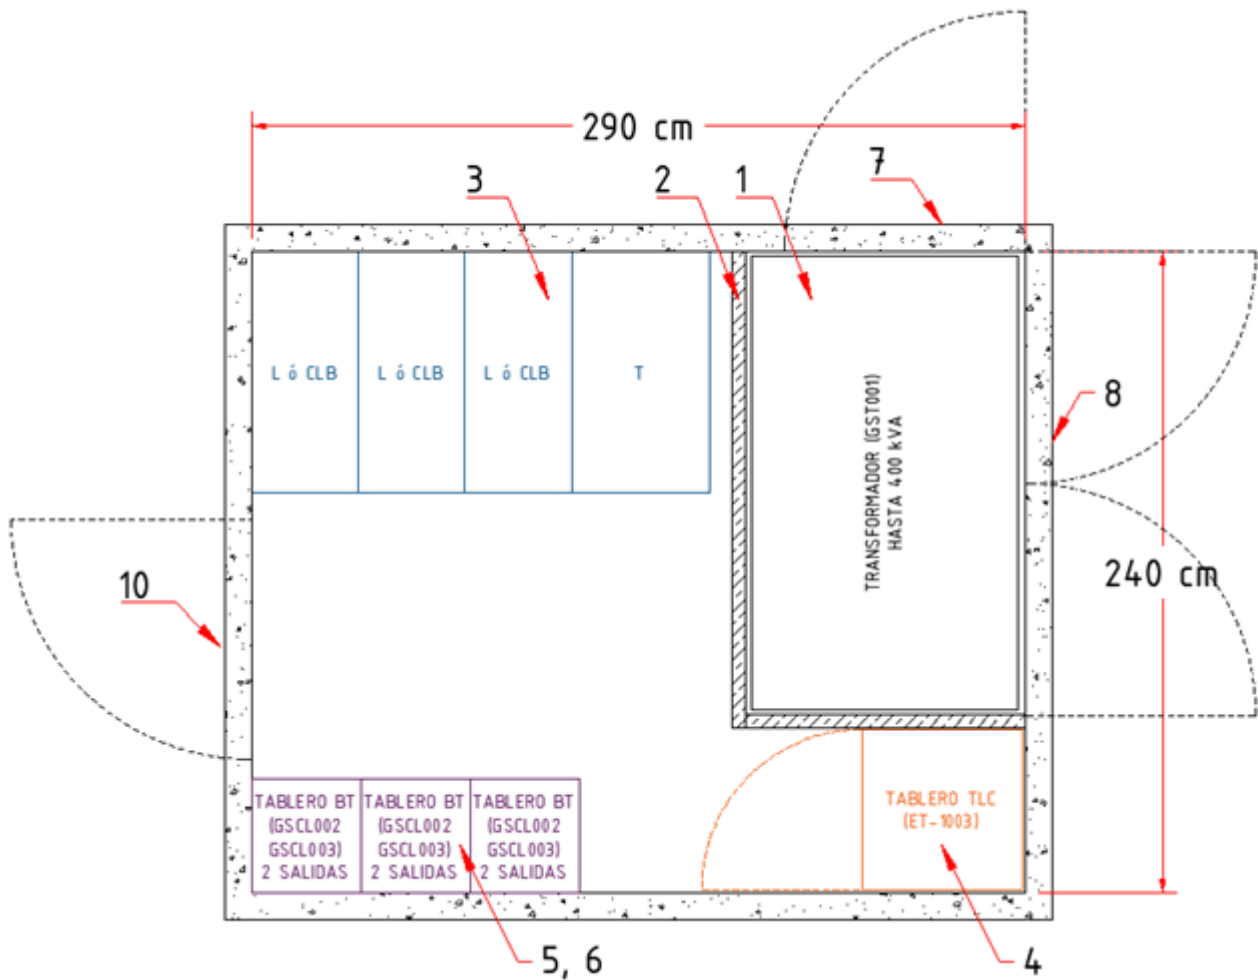 290 cm
3
2
1
7
L ó CLB
L ó CLB
L ó CLB
T
TRANSFORMADOR (GST001)
HASTA 400 kVA
8
240 cm
10
TABLERO BT
(GSCL002
GSCL003)
2 SALIDAS
TABLERO BT
(GSCL002
GSCL003)
2 SALIDAS
TABLERO BT
(GSCL002
GSCL003)
2 SALIDAS
TABLERO TLC
(ET-1003)
5, 6
4